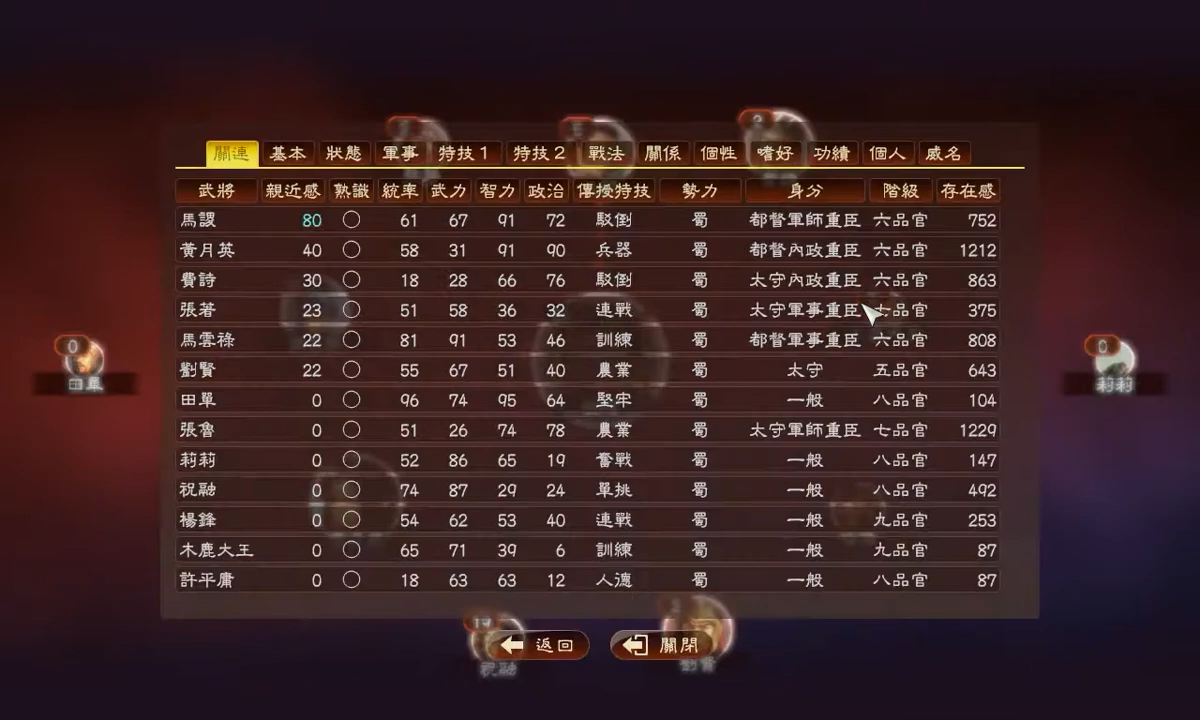 關連 基本 狀態 軍事 特技1 特技2 戰法 關係 個性 嗜好 功績 個人 威名
武將 親近感 熟識 統率 武力 智力 政治 傳授特技 勢力 身分 階級 存在感
馬謖 80 ○ 61 67 91 72 駁倒 蜀 都督軍師重臣 六品官 752
黃月英 40 ○ 58 31 91 90 兵器 蜀 都督內政重臣 六品官 1212
費詩 30 ○ 18 28 66 76 駁倒 蜀 太守內政重臣 六品官 863
張著 23 ○ 51 58 36 32 連戰 蜀 太守軍事重臣 七品官 375
馬雲祿 22 ○ 81 91 53 46 訓練 蜀 都督軍事重臣 六品官 808
劉賢 22 ○ 55 67 51 40 農業 蜀 太守 五品官 643
田單 0 ○ 96 74 95 64 堅牢 蜀 一般 八品官 104
張魯 0 ○ 51 26 74 78 農業 蜀 太守軍師重臣 七品官 1229
莉莉 0 ○ 52 86 65 19 奮戰 蜀 一般 八品官 147
祝融 0 ○ 74 87 29 24 單挑 蜀 一般 八品官 492
楊鋒 0 ○ 54 62 53 40 連戰 蜀 一般 九品官 253
木鹿大王 0 ○ 65 71 39 6 訓練 蜀 一般 九品官 87
許平庸 0 ○ 18 63 63 12 人德 蜀 一般 八品官 87
0
田單
0
莉莉
返回 關閉
祝融
劉賢